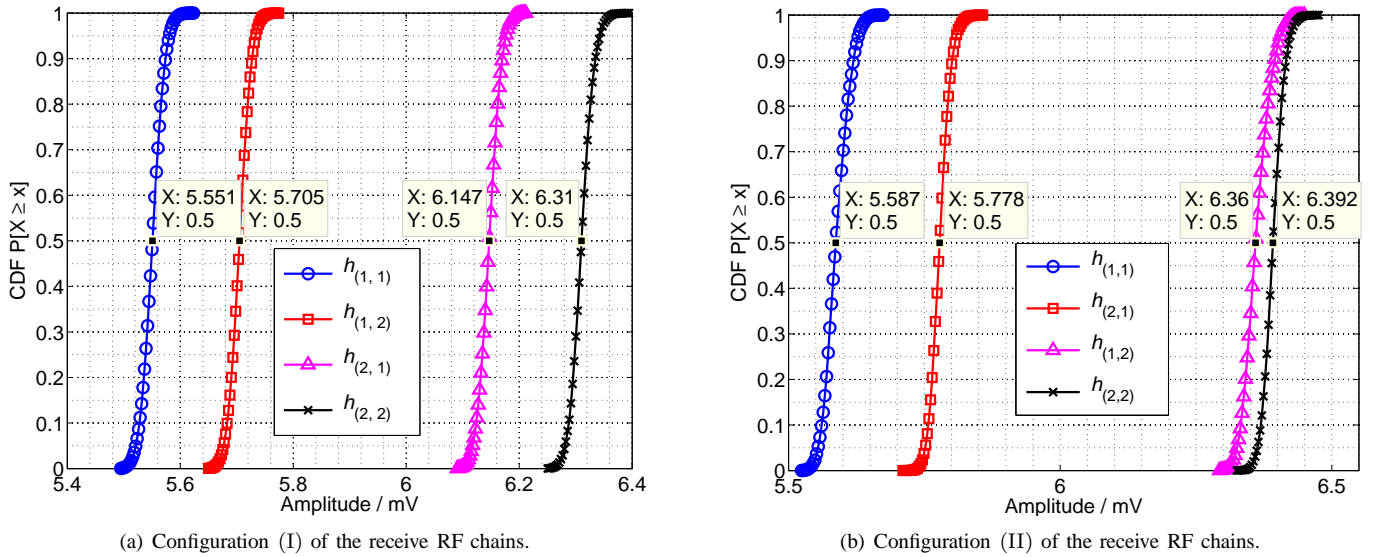 CDF P[X ≥ x]
1
0.9
0.8
0.7
0.6
0.5
0.4
0.3
0.2
0.1
0
X: 5.551
Y: 0.5
X: 5.705
Y: 0.5
X: 6.147
Y: 0.5
X: 6.31
Y: 0.5
h(1, 1)
h(1, 2)
h(2, 1)
h(2, 2)
5.4 5.6 5.8 6 6.2 6.4
Amplitude / mV
(a) Configuration (I) of the receive RF chains.
CDF P[X ≥ x]
1
0.9
0.8
0.7
0.6
0.5
0.4
0.3
0.2
0.1
0
X: 5.587
Y: 0.5
X: 5.778
Y: 0.5
X: 6.36
Y: 0.5
X: 6.392
Y: 0.5
h(1,1)
h(2,1)
h(1,2)
h(2,2)
5.5 6 6.5
Amplitude / mV
(b) Configuration (II) of the receive RF chains.